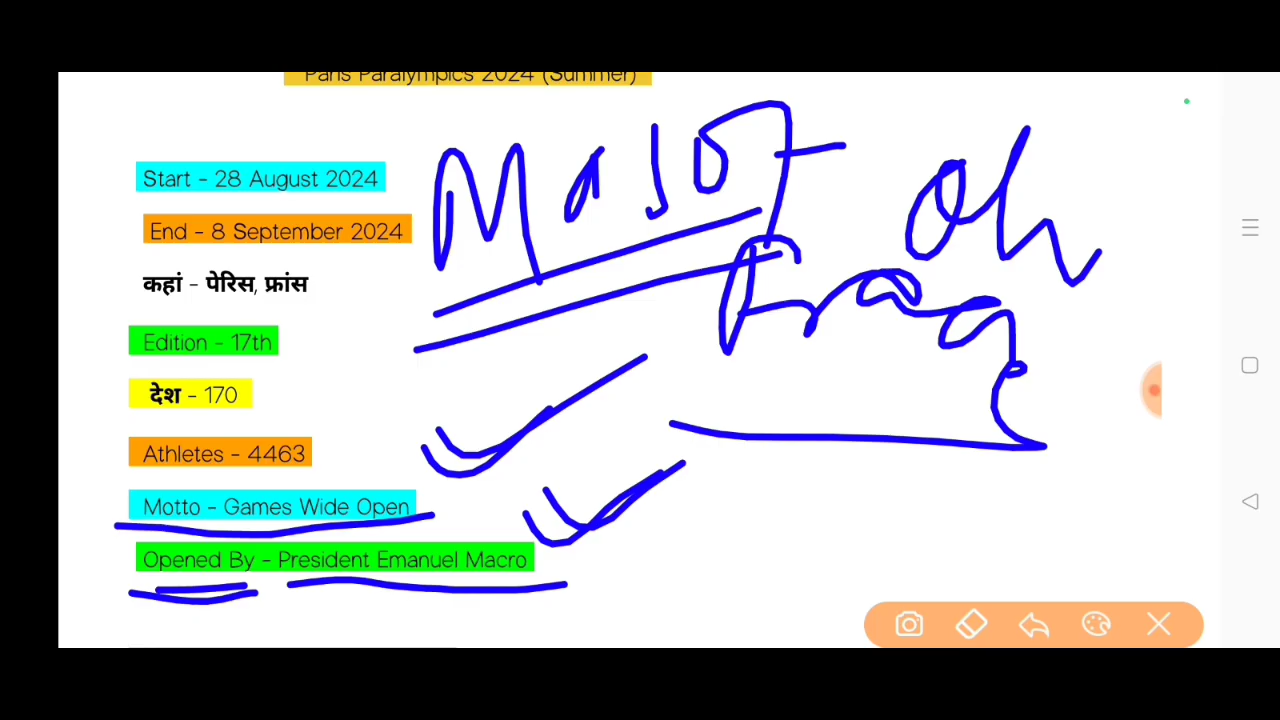 Paris Paralympics 2024 (Summer)
Start - 28 August 2024
End - 8 September 2024
कहां - पेरिस, फ्रांस
Edition - 17th
देश - 170
Athletes - 4463
Motto - Games Wide Open
Opened By - President Emanuel Macro
Major